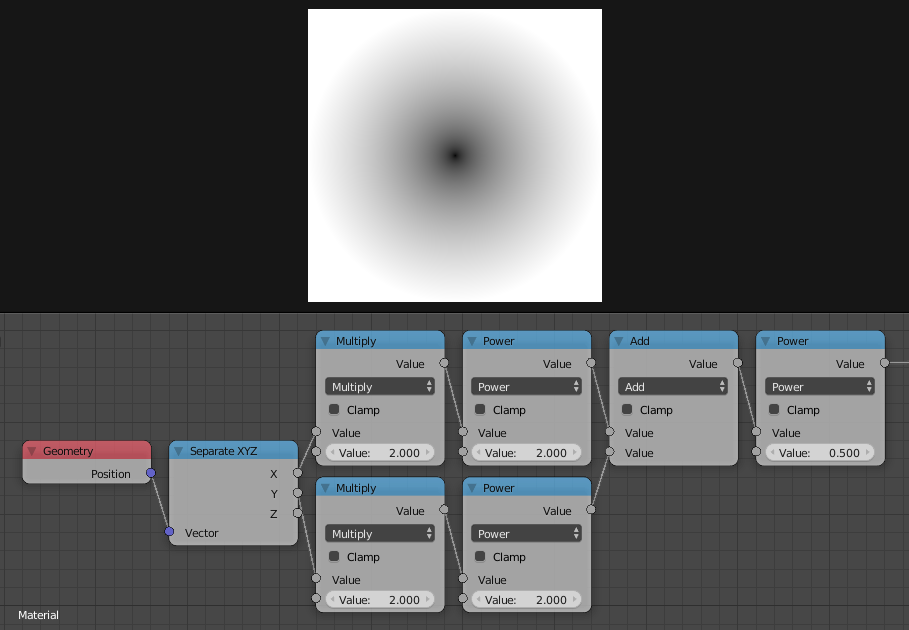 Multiply
Value
Multiply
Clamp
Value
Value: 2.000
Power
Value
Power
Clamp
Value
Value: 2.000
Add
Value
Add
Clamp
Value
Value
Power
Value
Power
Clamp
Value
Value: 0.500
Geometry
Position
Separate XYZ
X
Y
Z
Vector
Multiply
Value
Multiply
Clamp
Value
Value: 2.000
Power
Value
Power
Clamp
Value
Value: 2.000
Material